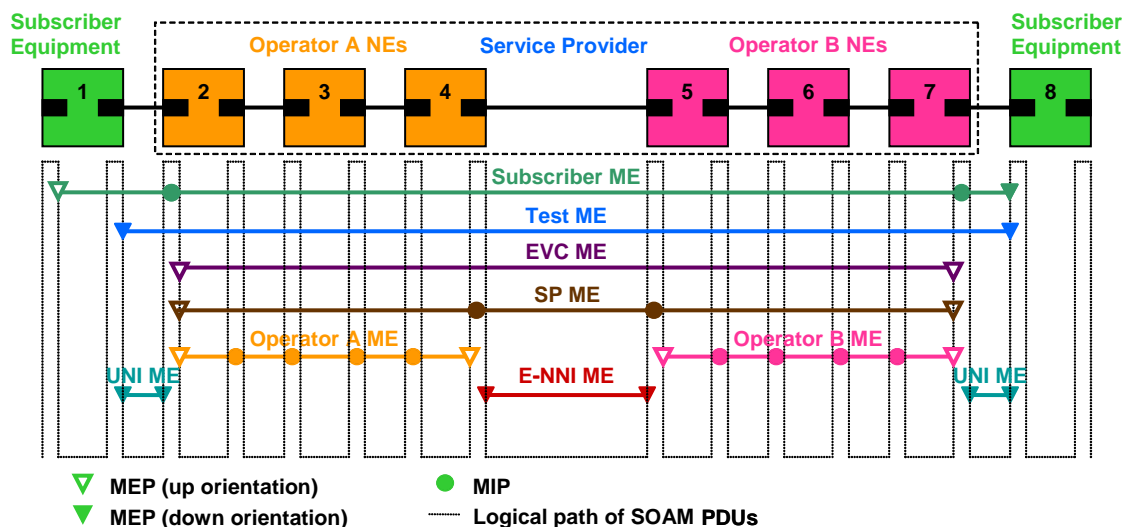 Subscriber
Equipment
Operator A NEs
Service Provider
Operator B NEs
Subscriber
Equipment
1
2
3
4
5
6
7
8
Subscriber ME
Test ME
EVC ME
SP ME
Operator A ME
Operator B ME
UNI ME
E-NNI ME
UNI ME
MEP (up orientation)
MIP
MEP (down orientation)
Logical path of SOAM PDUs